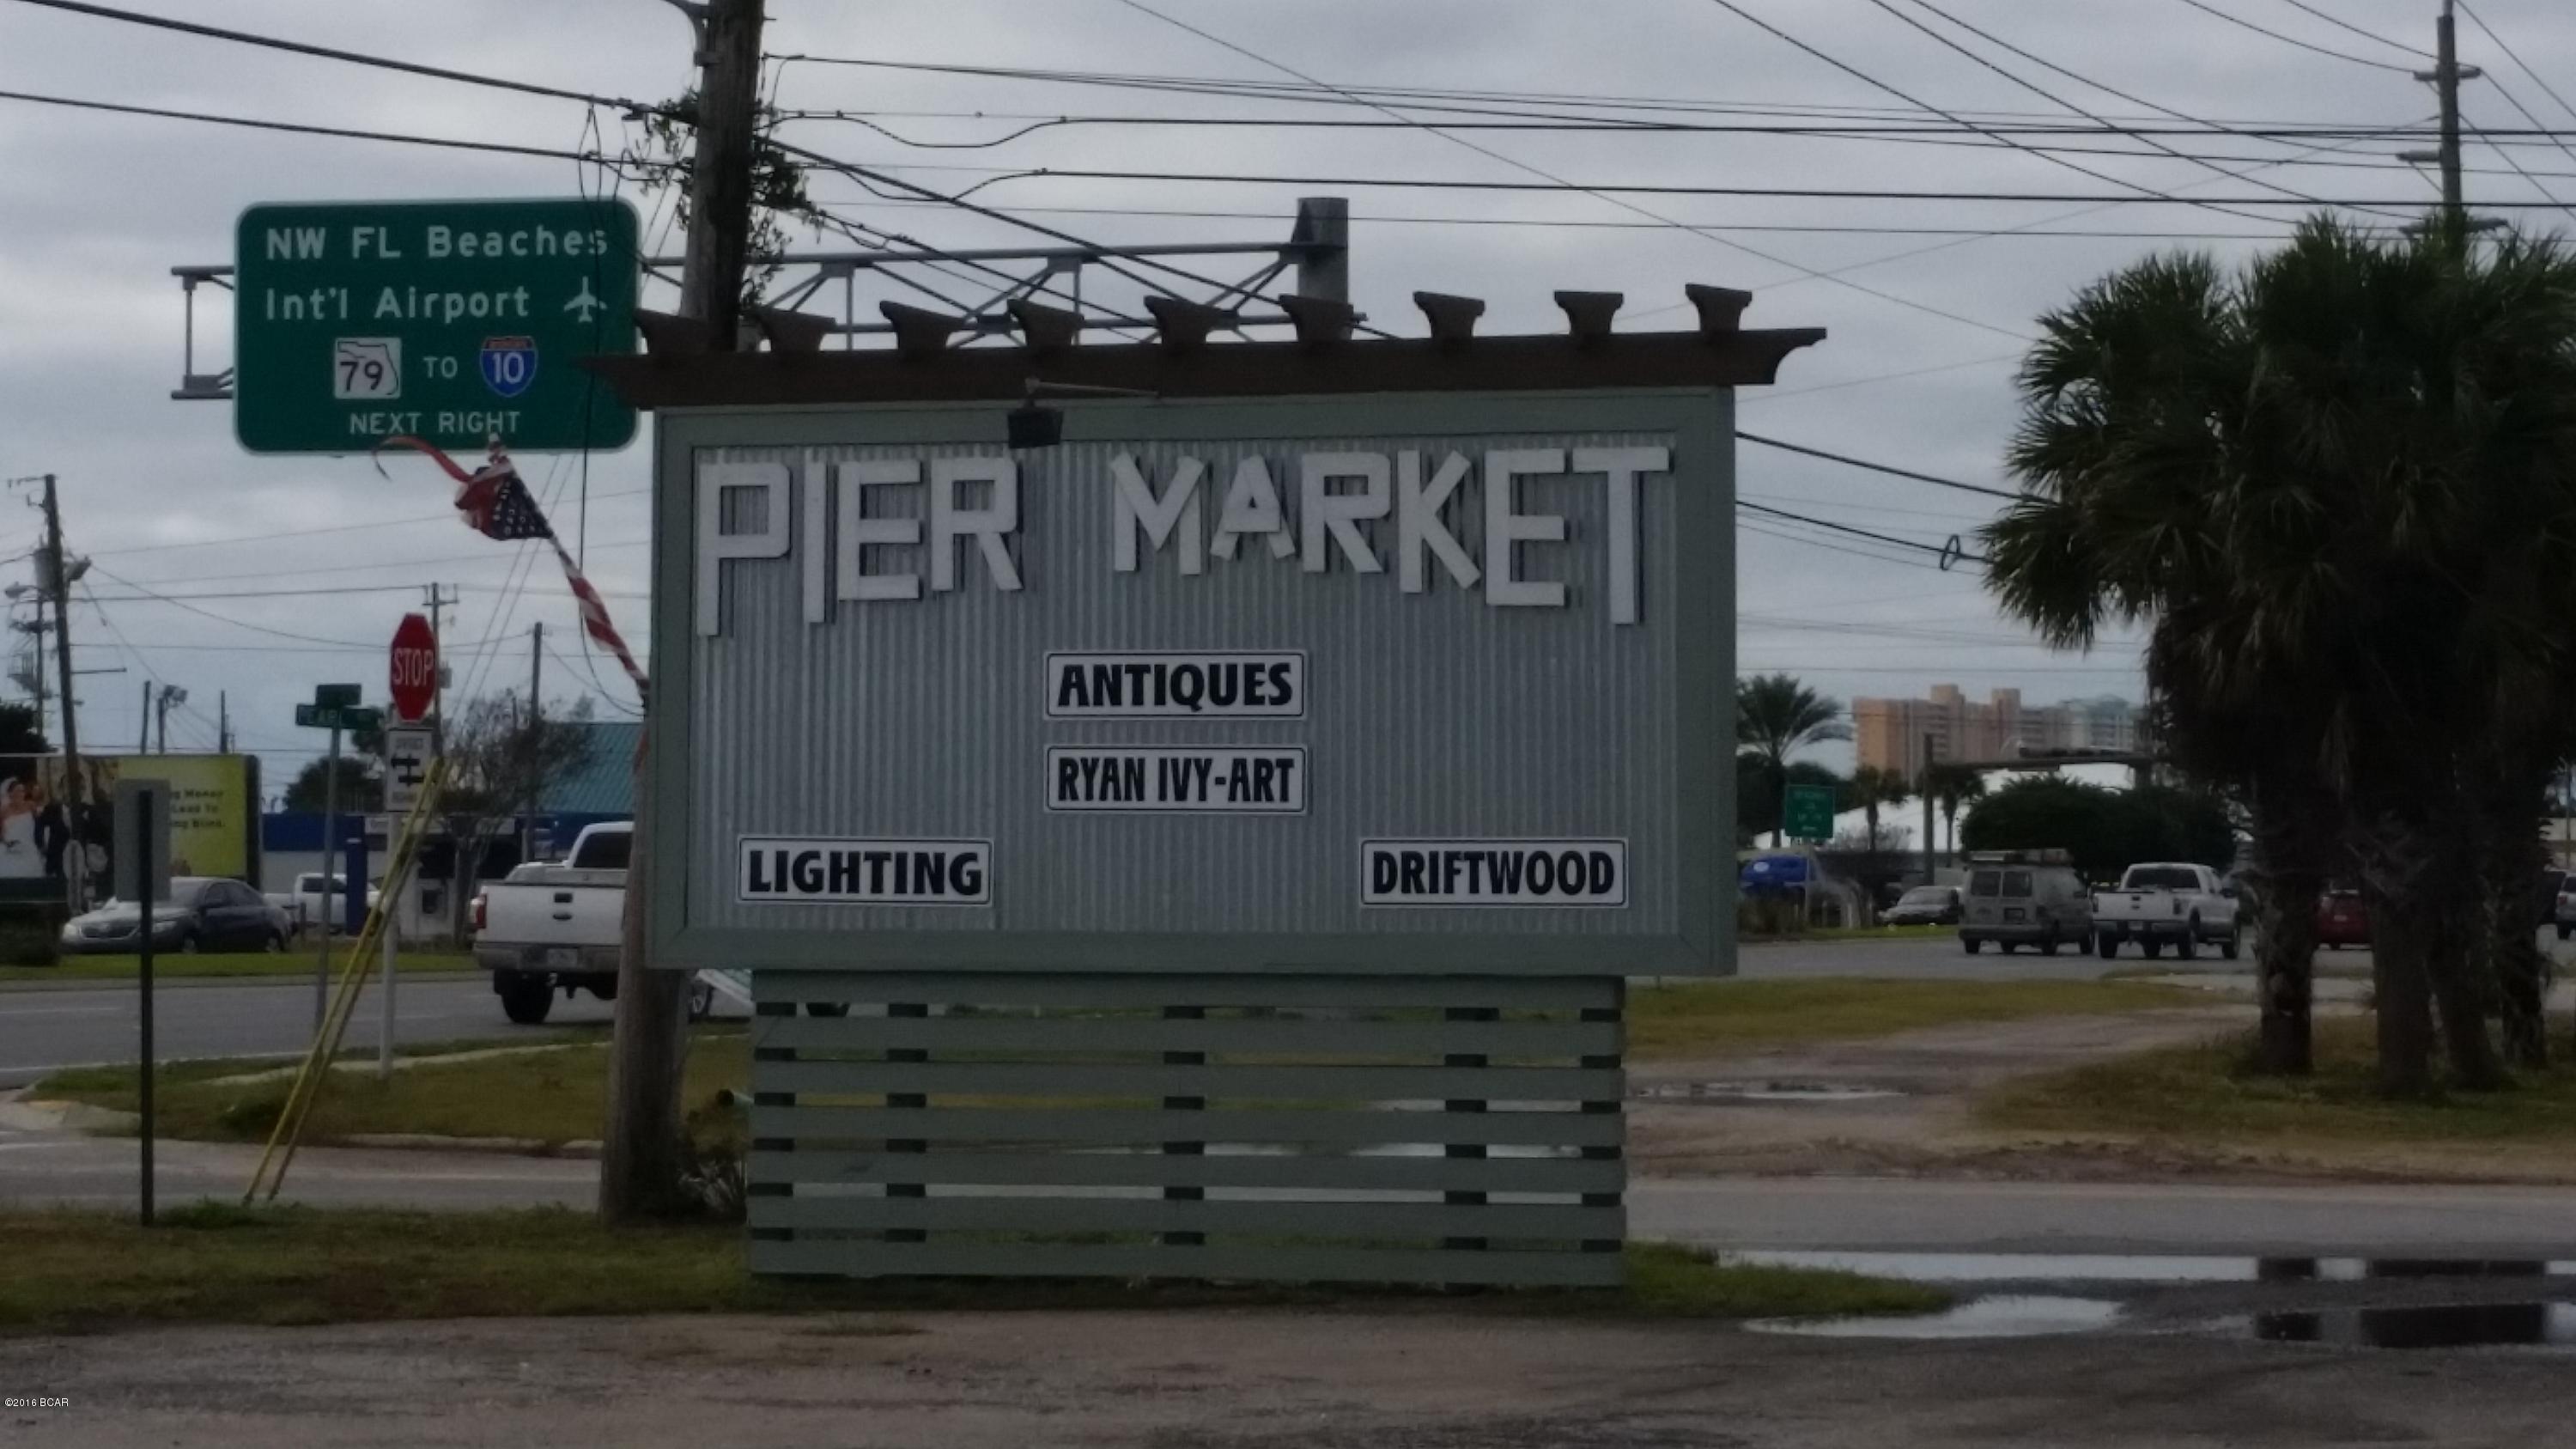 NW FL Beaches
Int'l Airport
79 TO 10
NEXT RIGHT
PIER MARKET
STOP
ANTIQUES
RYAN IVY-ART
LIGHTING
DRIFTWOOD
©2016 BCAR